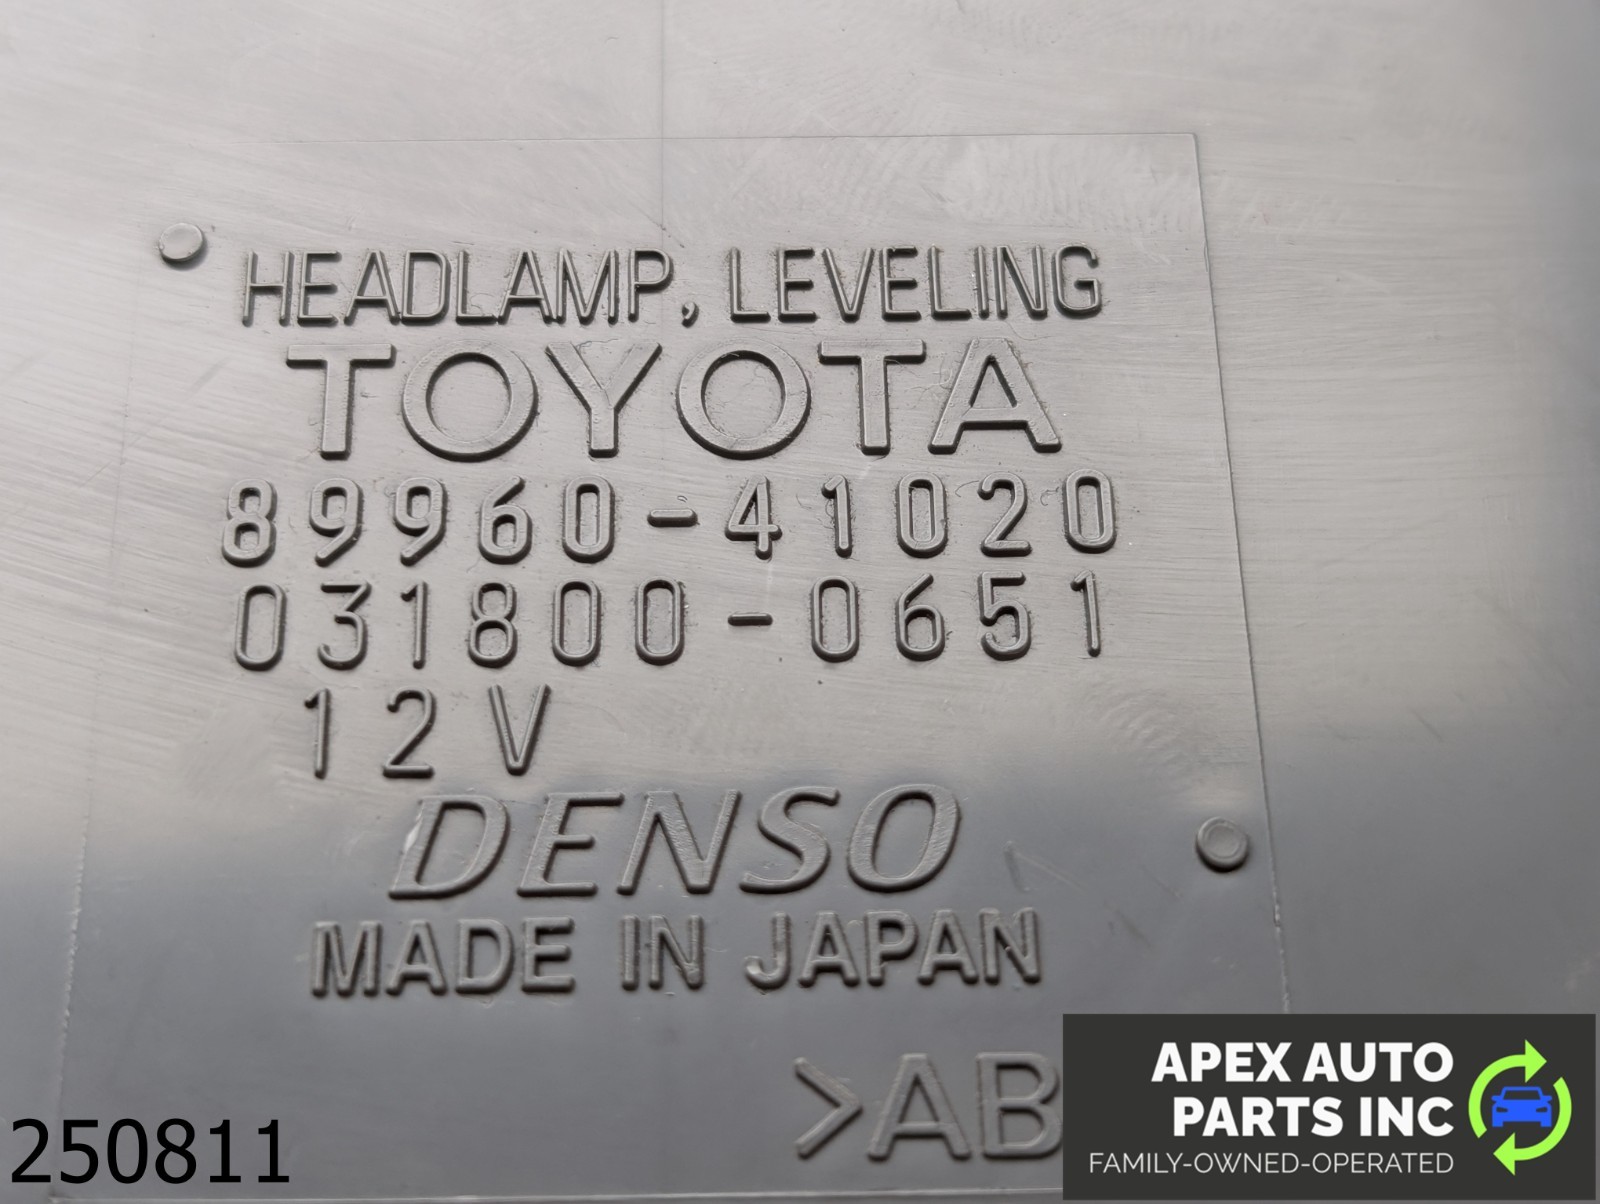 HEADLAMP, LEVELING
TOYOTA
89960-41020
031800-0651
12V
DENSO
MADE IN JAPAN
>AB
250811
APEX AUTO
PARTS INC
FAMILY-OWNED-OPERATED